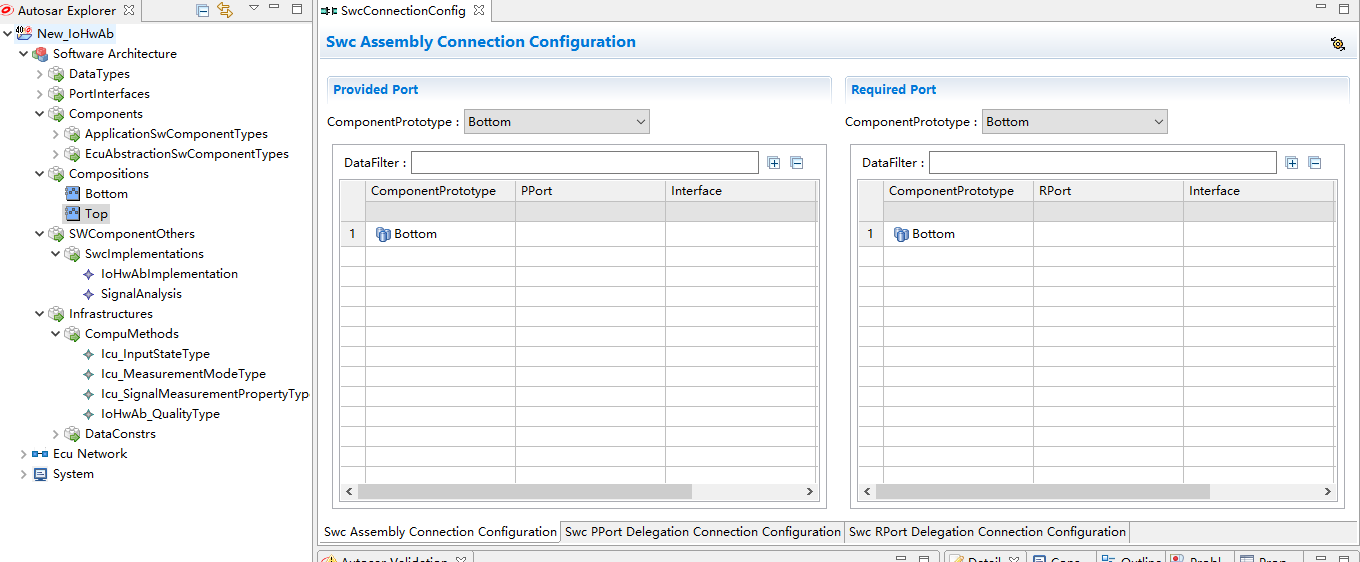 Autosar Explorer
New_IoHwAb
Software Architecture
DataTypes
PortInterfaces
Components
ApplicationSwComponentTypes
EcuAbstractionSwComponentTypes
Compositions
Bottom
Top
SWComponentOthers
SwcImplementations
IoHwAbImplementation
SignalAnalysis
Infrastructures
CompuMethods
Icu_InputStateType
Icu_MeasurementModeType
Icu_SignalMeasurementPropertyTyp
IoHwAb_QualityType
DataConstrs
Ecu Network
System
SwcConnectionConfig
Swc Assembly Connection Configuration
Provided Port
ComponentPrototype : Bottom
DataFilter :
ComponentPrototype PPort Interface
1 Bottom
Required Port
ComponentPrototype : Bottom
DataFilter :
ComponentPrototype RPort Interface
1 Bottom
Swc Assembly Connection Configuration Swc PPort Delegation Connection Configuration Swc RPort Delegation Connection Configuration
Autosar Validation Detail Cons Outline Probl Prop